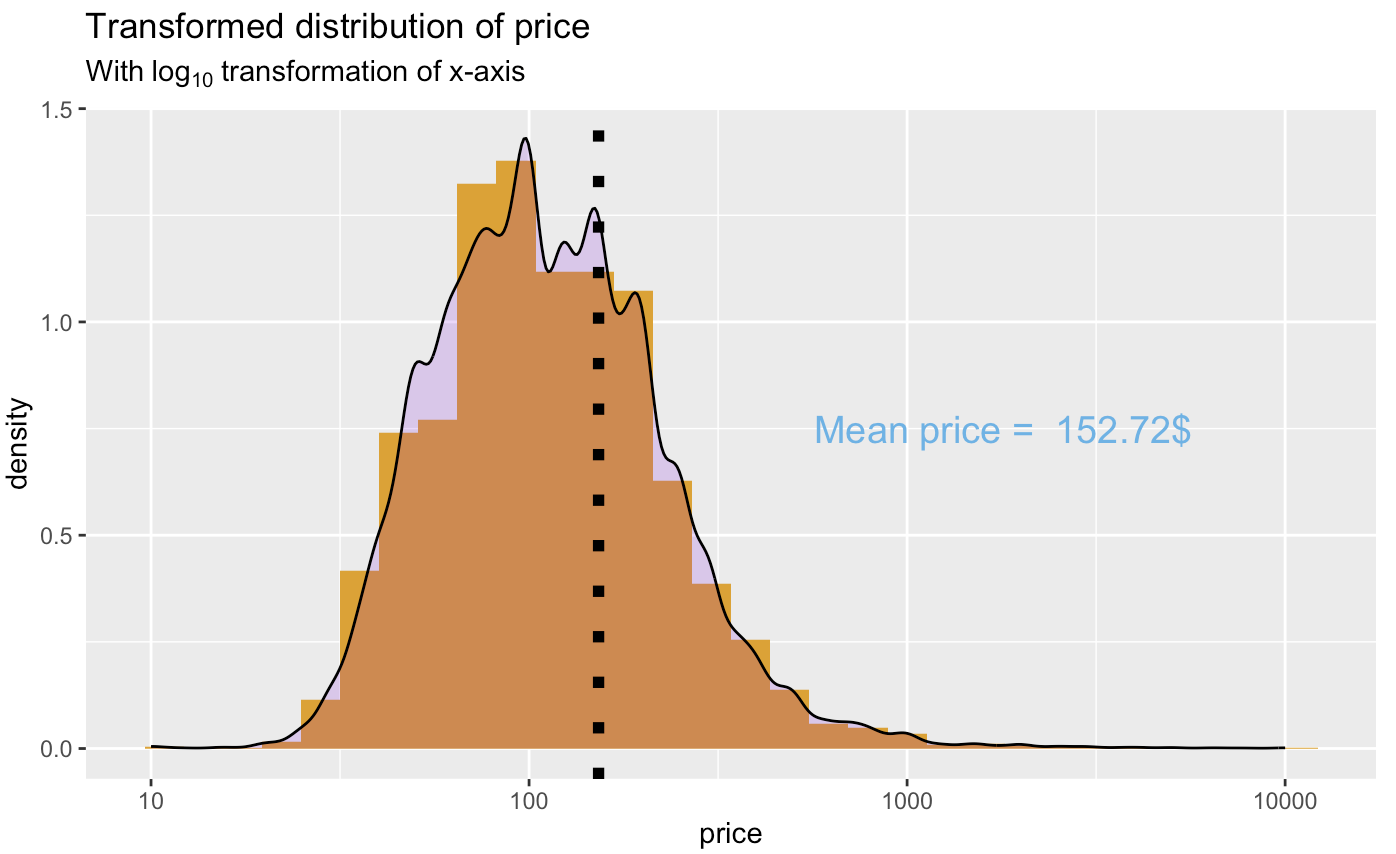 Transformed distribution of price
With log₁₀ transformation of x-axis
1.5
1.0
0.5
0.0
density
Mean price =  152.72$
10
100
1000
10000
price